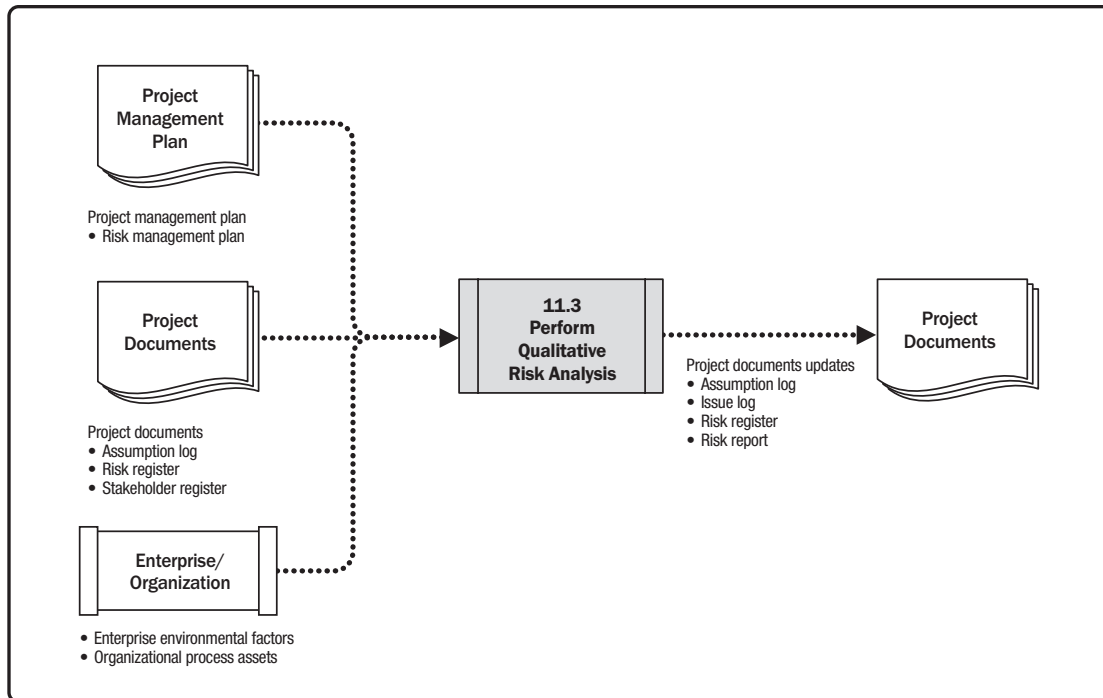 Project
Management
Plan
Project management plan
• Risk management plan
Project
Documents
Project documents
• Assumption log
• Risk register
• Stakeholder register
Enterprise/
Organization
• Enterprise environmental factors
• Organizational process assets
11.3
Perform
Qualitative
Risk Analysis
Project documents updates
• Assumption log
• Issue log
• Risk register
• Risk report
Project
Documents